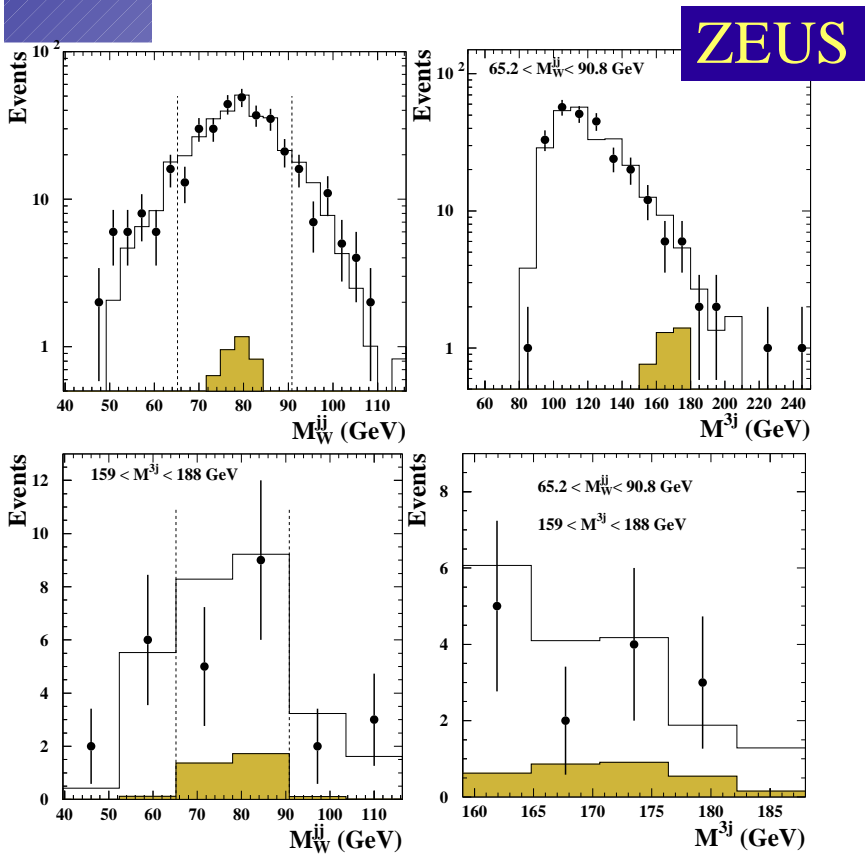 ZEUS
Events
10 2
10
1
40 50 60 70 80 90 100 110
M_W^jj (GeV)
Events
65.2 < M_W^jj < 90.8 GeV
10 2
10
1
60 80 100 120 140 160 180 200 220 240
M^3j (GeV)
Events
159 < M^3j < 188 GeV
12
10
8
6
4
2
0
40 50 60 70 80 90 100 110
M_W^jj (GeV)
Events
65.2 < M_W^jj < 90.8 GeV
159 < M^3j < 188 GeV
8
6
4
2
0
160 165 170 175 180 185
M^3j (GeV)